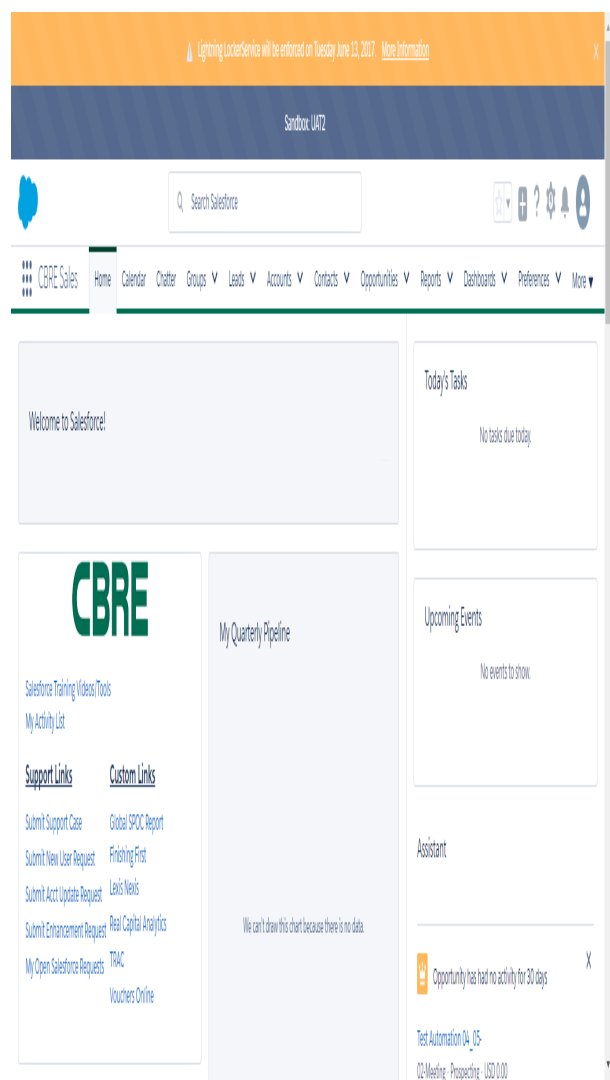 Lightning LockerService will be enforced on Tuesday June 13, 2017. More Information
Sandbox: UAT2
Search Salesforce
CBRE Sales Home Calendar Chatter Groups Leads Accounts Contacts Opportunities Reports Dashboards Preferences More
Welcome to Salesforce!
Today's Tasks
No tasks due today.
CBRE
Salesforce Training Videos/Tools
My Activity List
Support Links
Submit Support Case
Submit New User Request
Submit Acct Update Request
Submit Enhancement Request
My Open Salesforce Requests
Custom Links
Global SPOC Report
Finishing First
Lexis Nexis
Real Capital Analytics
TRAC
Vouchers Online
My Quarterly Pipeline
We can't draw this chart because there is no data.
Upcoming Events
No events to show.
Assistant
Opportunity has had no activity for 30 days
Test Automation 04_05-
02-Meeting - Prospecting - USD 0.00